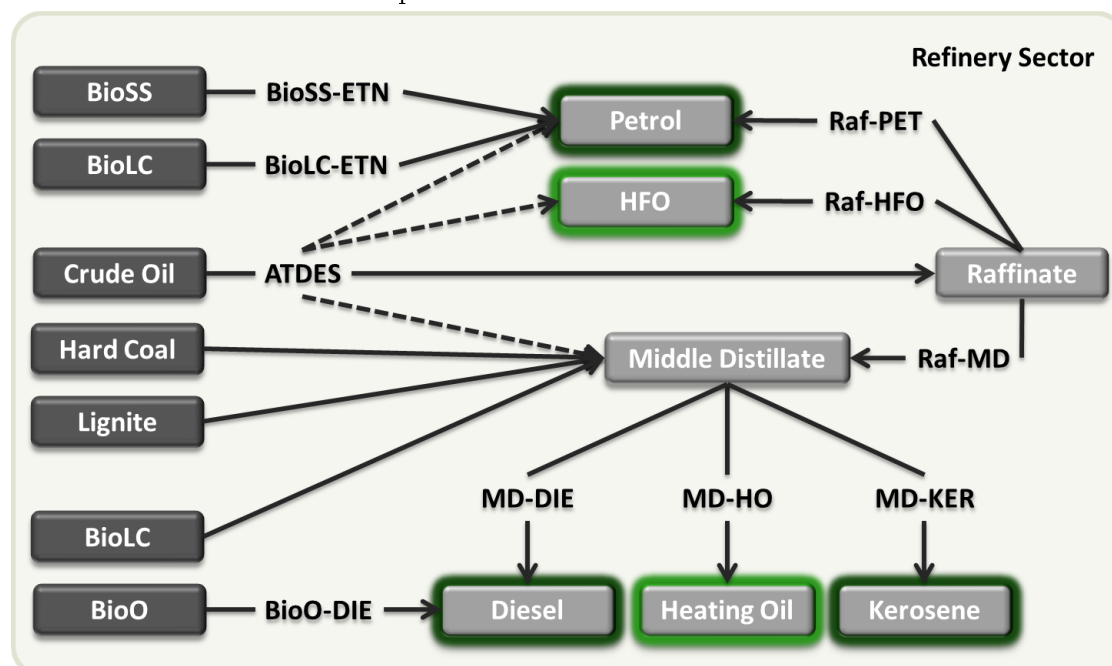 Refinery Sector
BioSS
BioSS-ETN
Petrol
Raf-PET
BioLC
BioLC-ETN
HFO
Raf-HFO
Crude Oil
ATDES
Raffinate
Hard Coal
Middle Distillate
Raf-MD
Lignite
MD-DIE
MD-HO
MD-KER
BioLC
BioO
BioO-DIE
Diesel
Heating Oil
Kerosene